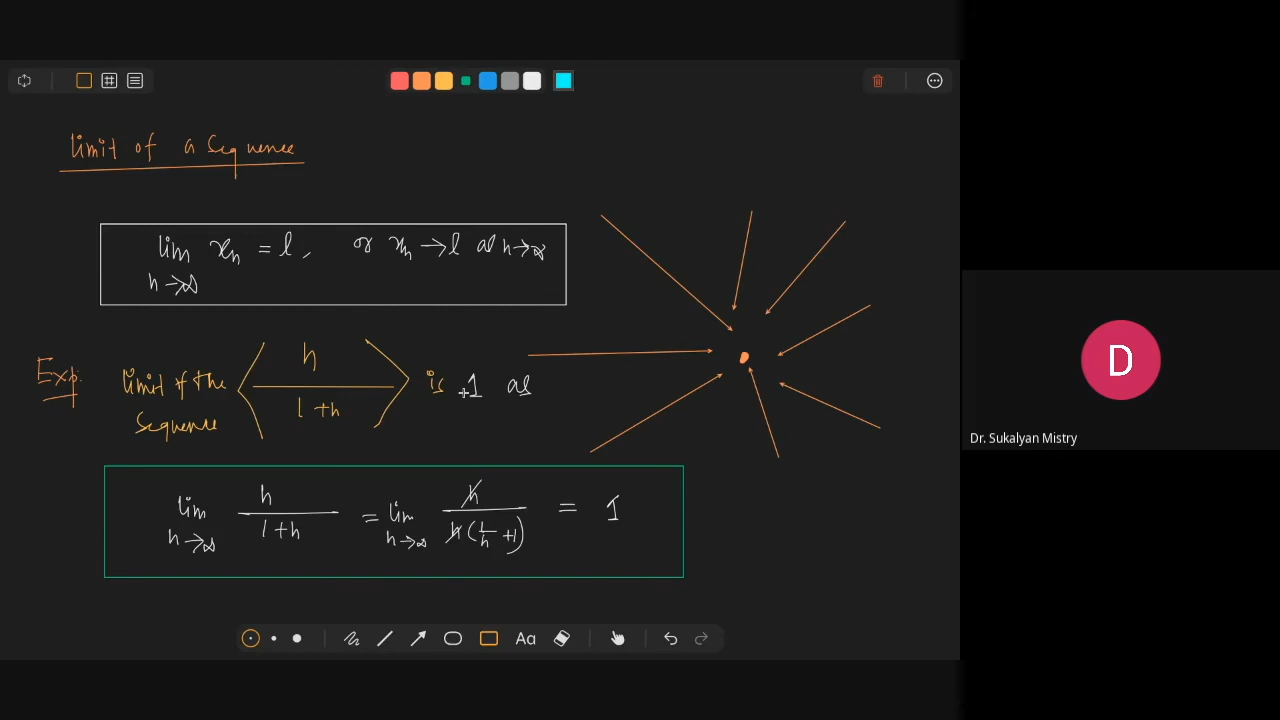 Limit of a Sequence
lim xn = l, or xn → l as n→∞
n→∞
Exp. limit of the sequence < n / 1+n > is +1 as
lim n→∞ n / 1+n = lim n→∞ n / n(1/n +1) = 1
Aa
D
Dr. Sukalyan Mistry